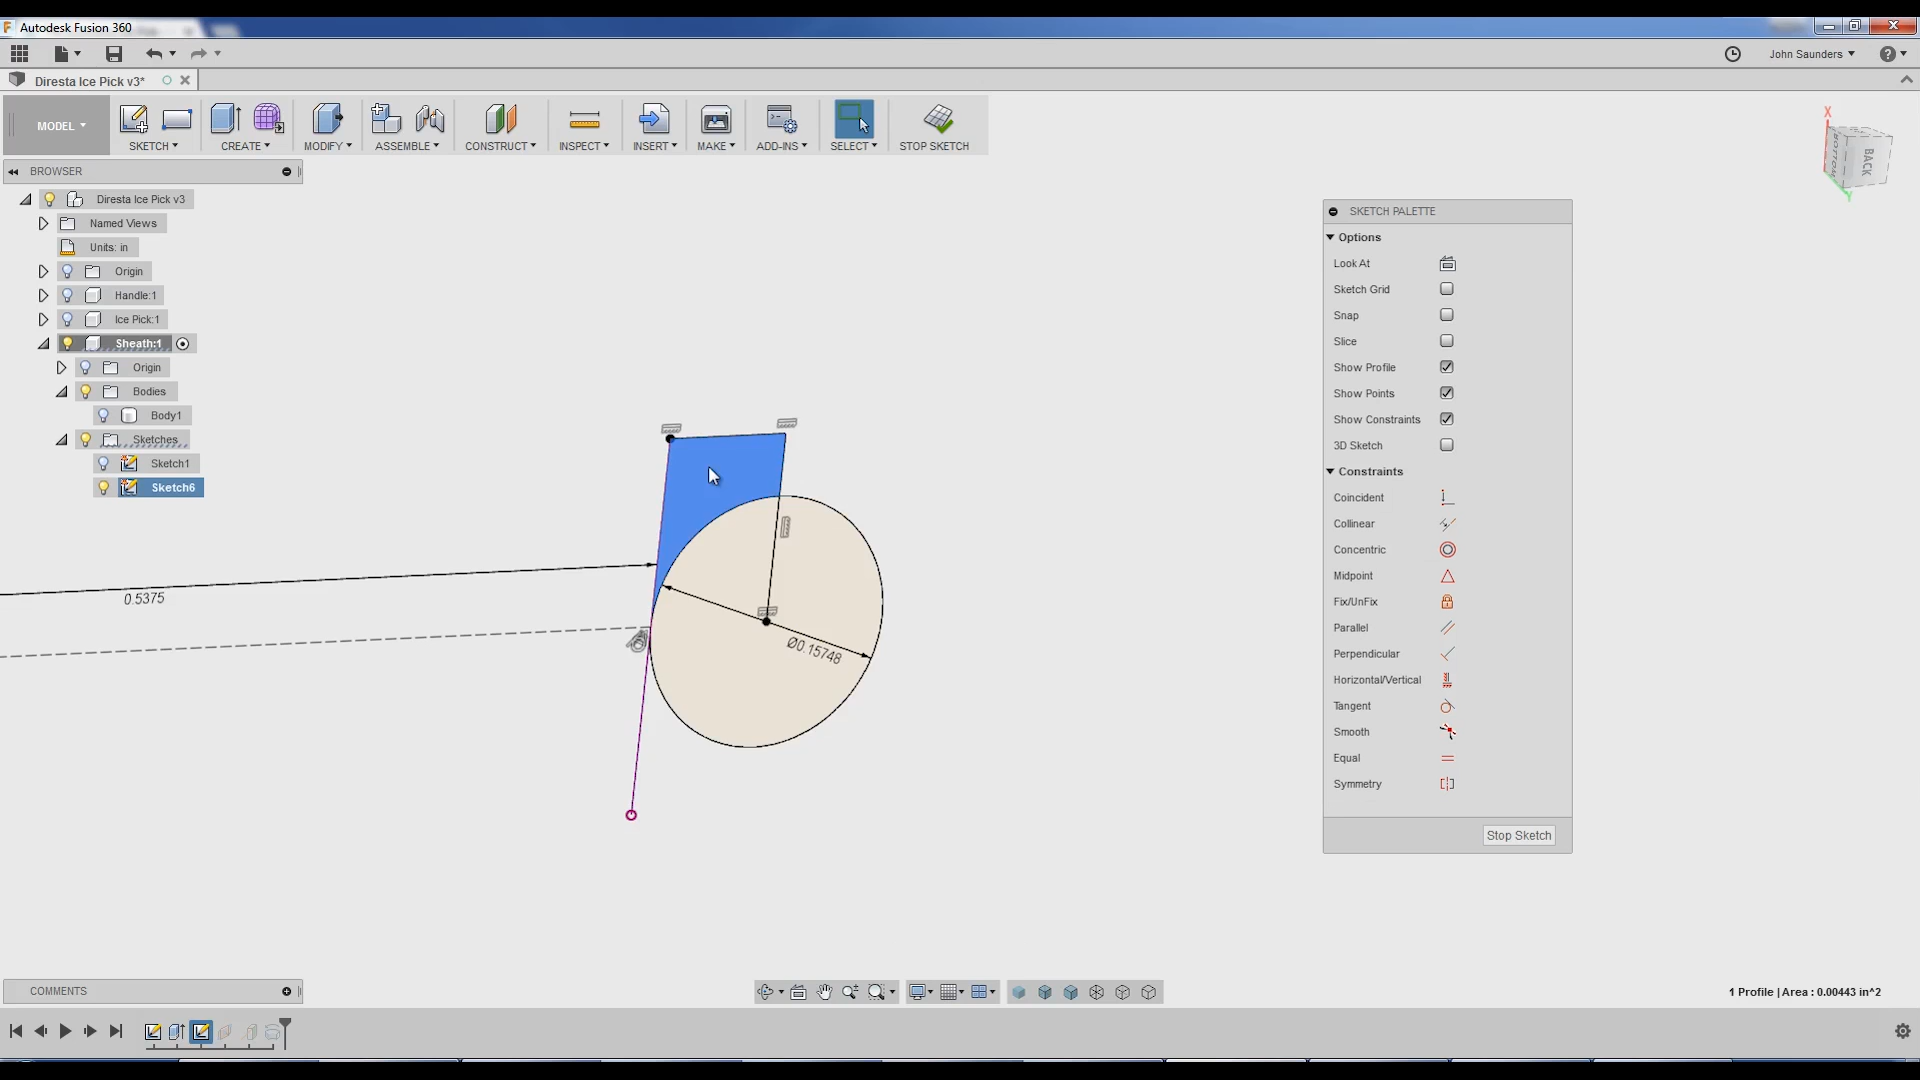 Autodesk Fusion 360
John Saunders
Diresta Ice Pick v3*
MODEL
SKETCH
CREATE
MODIFY
ASSEMBLE
CONSTRUCT
INSPECT
INSERT
MAKE
ADD-INS
SELECT
STOP SKETCH
X
BOTTOM
BACK
Y
BROWSER
Diresta Ice Pick v3
Named Views
Units: in
Origin
Handle:1
Ice Pick:1
Sheath:1
Origin
Bodies
Body1
Sketches
Sketch1
Sketch6
0.5375
Ø0.15748
SKETCH PALETTE
Options
Look At
Sketch Grid
Snap
Slice
Show Profile
Show Points
Show Constraints
3D Sketch
Constraints
Coincident
Collinear
Concentric
Midpoint
Fix/UnFix
Parallel
Perpendicular
Horizontal/Vertical
Tangent
Smooth
Equal
Symmetry
Stop Sketch
COMMENTS
1 Profile | Area : 0.00443 in^2